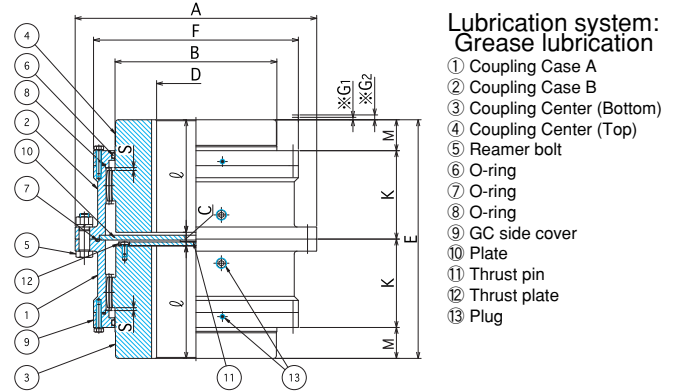 A
F
B
D
※G1
※G2
4
6
8
2
10
7
5
12
1
9
3
S
S
ℓ
ℓ
C
M
K
E
K
M
11
13
Lubrication system:
Grease lubrication
① Coupling Case A
② Coupling Case B
③ Coupling Center (Bottom)
④ Coupling Center (Top)
⑤ Reamer bolt
⑥ O-ring
⑦ O-ring
⑧ O-ring
⑨ GC side cover
⑩ Plate
⑪ Thrust pin
⑫ Thrust plate
⑬ Plug